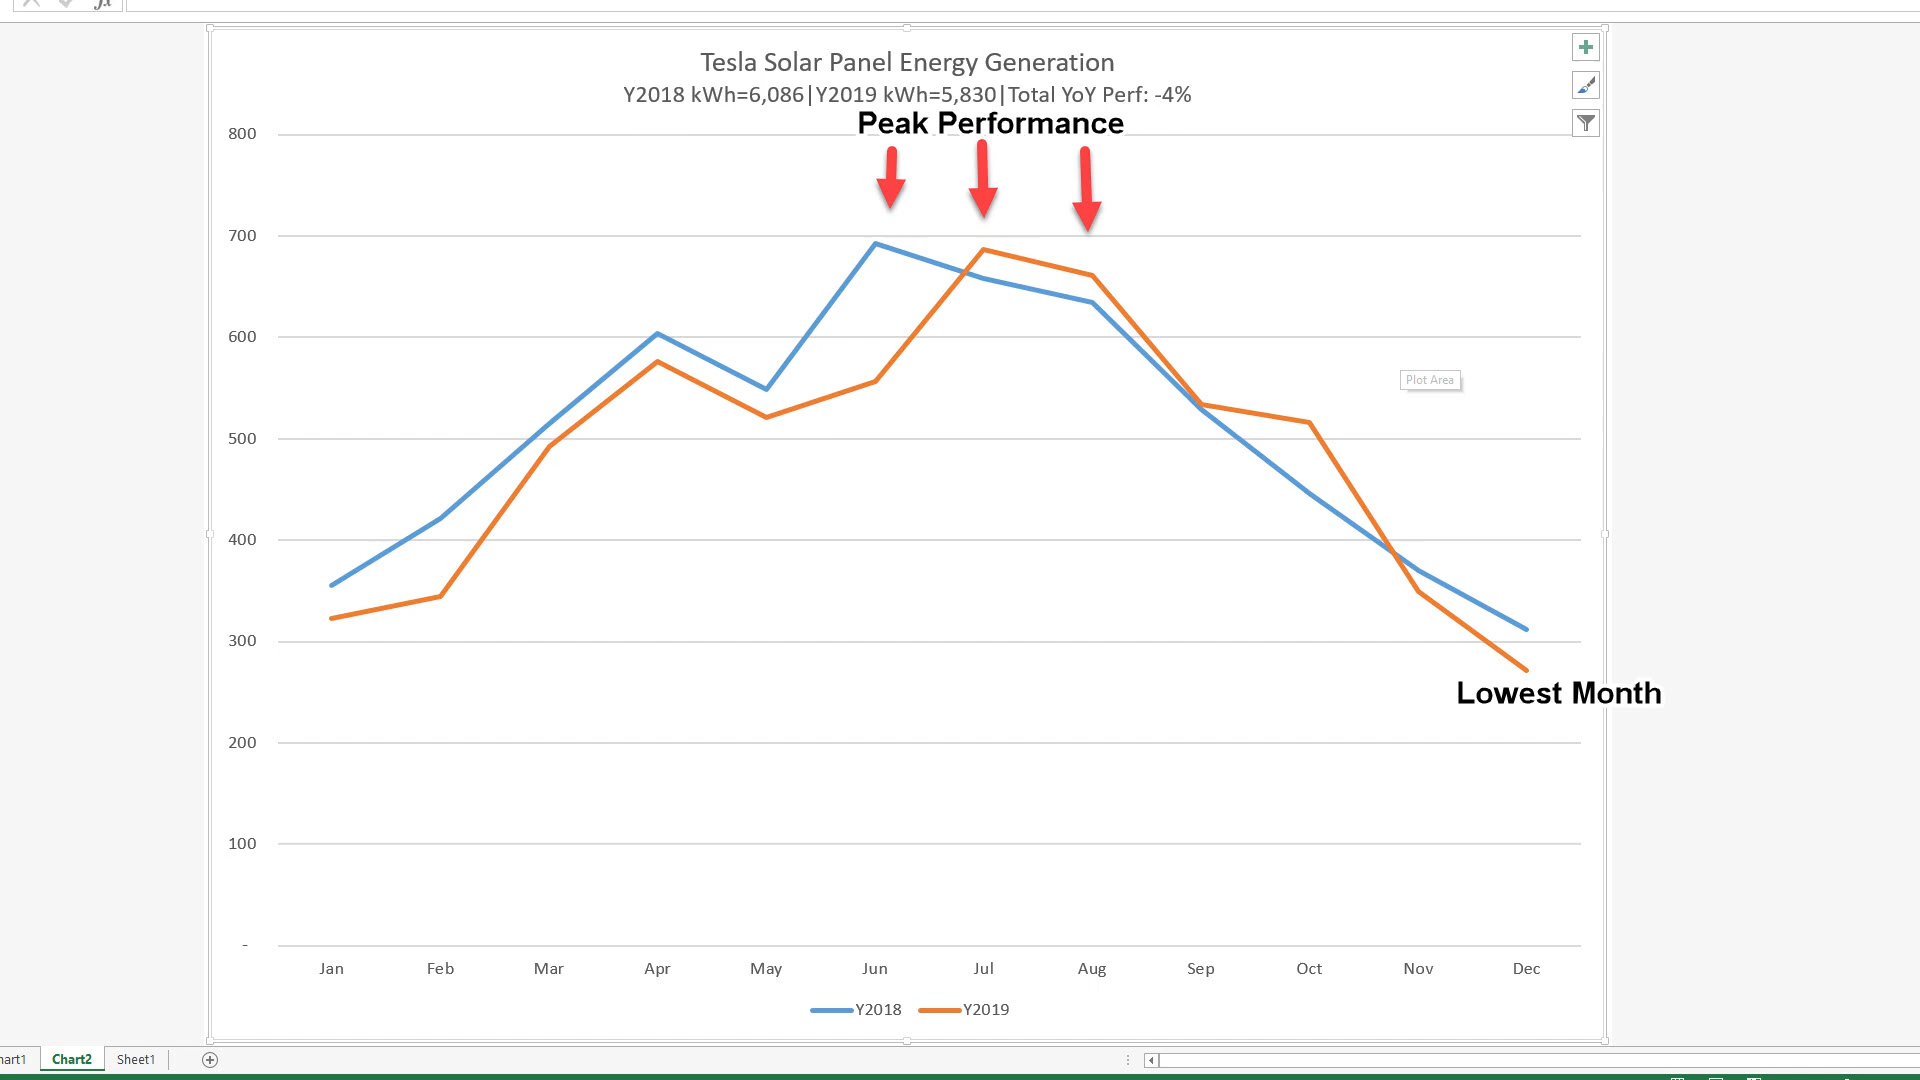 fx
Tesla Solar Panel Energy Generation
Y2018 kWh=6,086|Y2019 kWh=5,830|Total YoY Perf: -4%
Peak Performance
800
700
600
Plot Area
500
400
300
Lowest Month
200
100
-
Jan Feb Mar Apr May Jun Jul Aug Sep Oct Nov Dec
Y2018 Y2019
hart1 Chart2 Sheet1